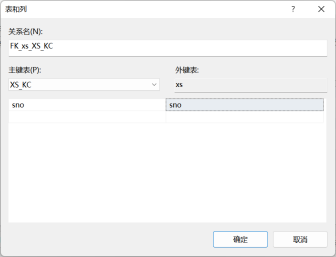 表和列
关系名(N):
FK_xs_XS_KC
主键表(P): 外键表:
XS_KC xs
sno sno
确定 取消